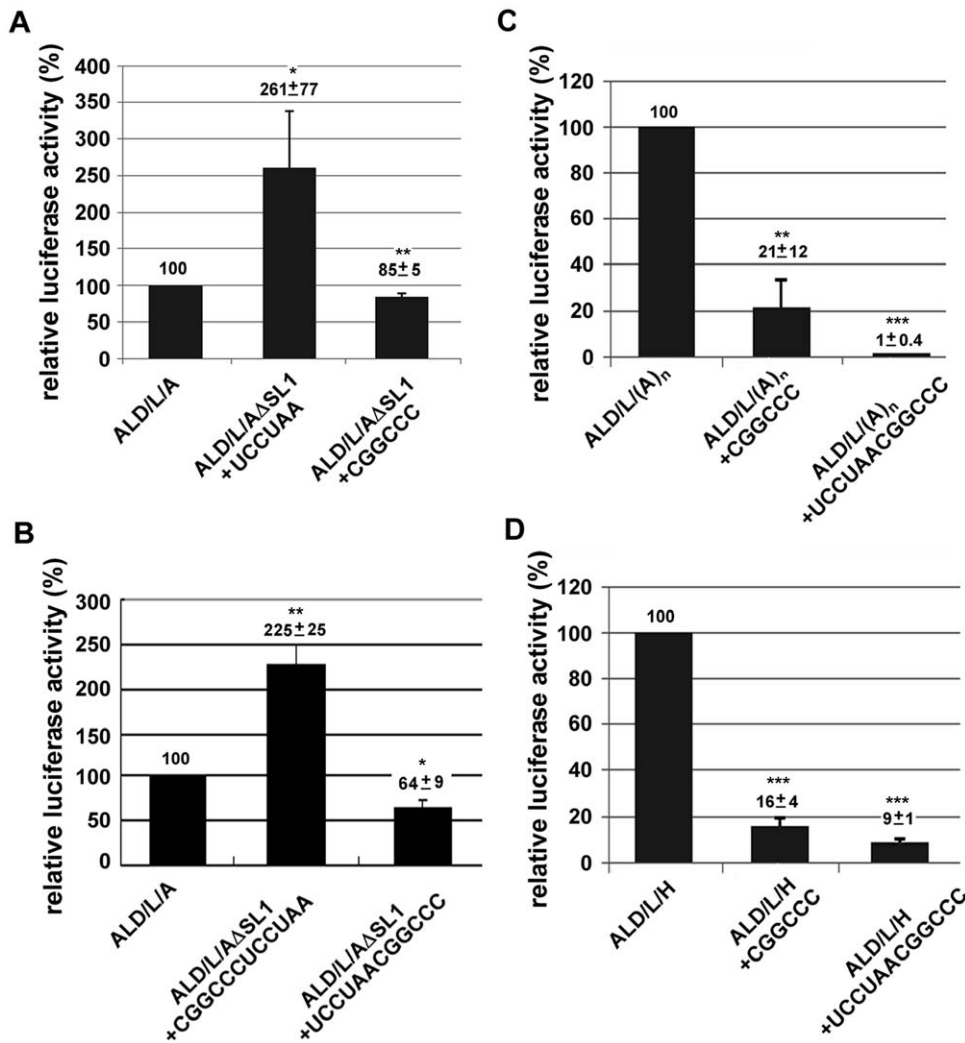 A
relative luciferase activity (%)
400
350
300
250
200
150
100
50
0
100
*
261±77
**
85±5
ALD/L/A
ALD/L/AΔSL1
+UCCUAA
ALD/L/AΔSL1
+CGGCCC
C
relative luciferase activity (%)
120
100
80
60
40
20
0
100
**
21±12
***
1±0.4
ALD/L/(A)n
ALD/L/(A)n
+CGGCCC
ALD/L/(A)n
+UCCUAACGGCCC
B
relative luciferase activity (%)
300
250
200
150
100
50
0
100
**
225±25
*
64±9
ALD/L/A
ALD/L/AΔSL1
+CGGCCCUCCUAA
ALD/L/AΔSL1
+UCCUAACGGCCC
D
relative luciferase activity (%)
120
100
80
60
40
20
0
100
***
16±4
***
9±1
ALD/L/H
ALD/L/H
+CGGCCC
ALD/L/H
+UCCUAACGGCCC